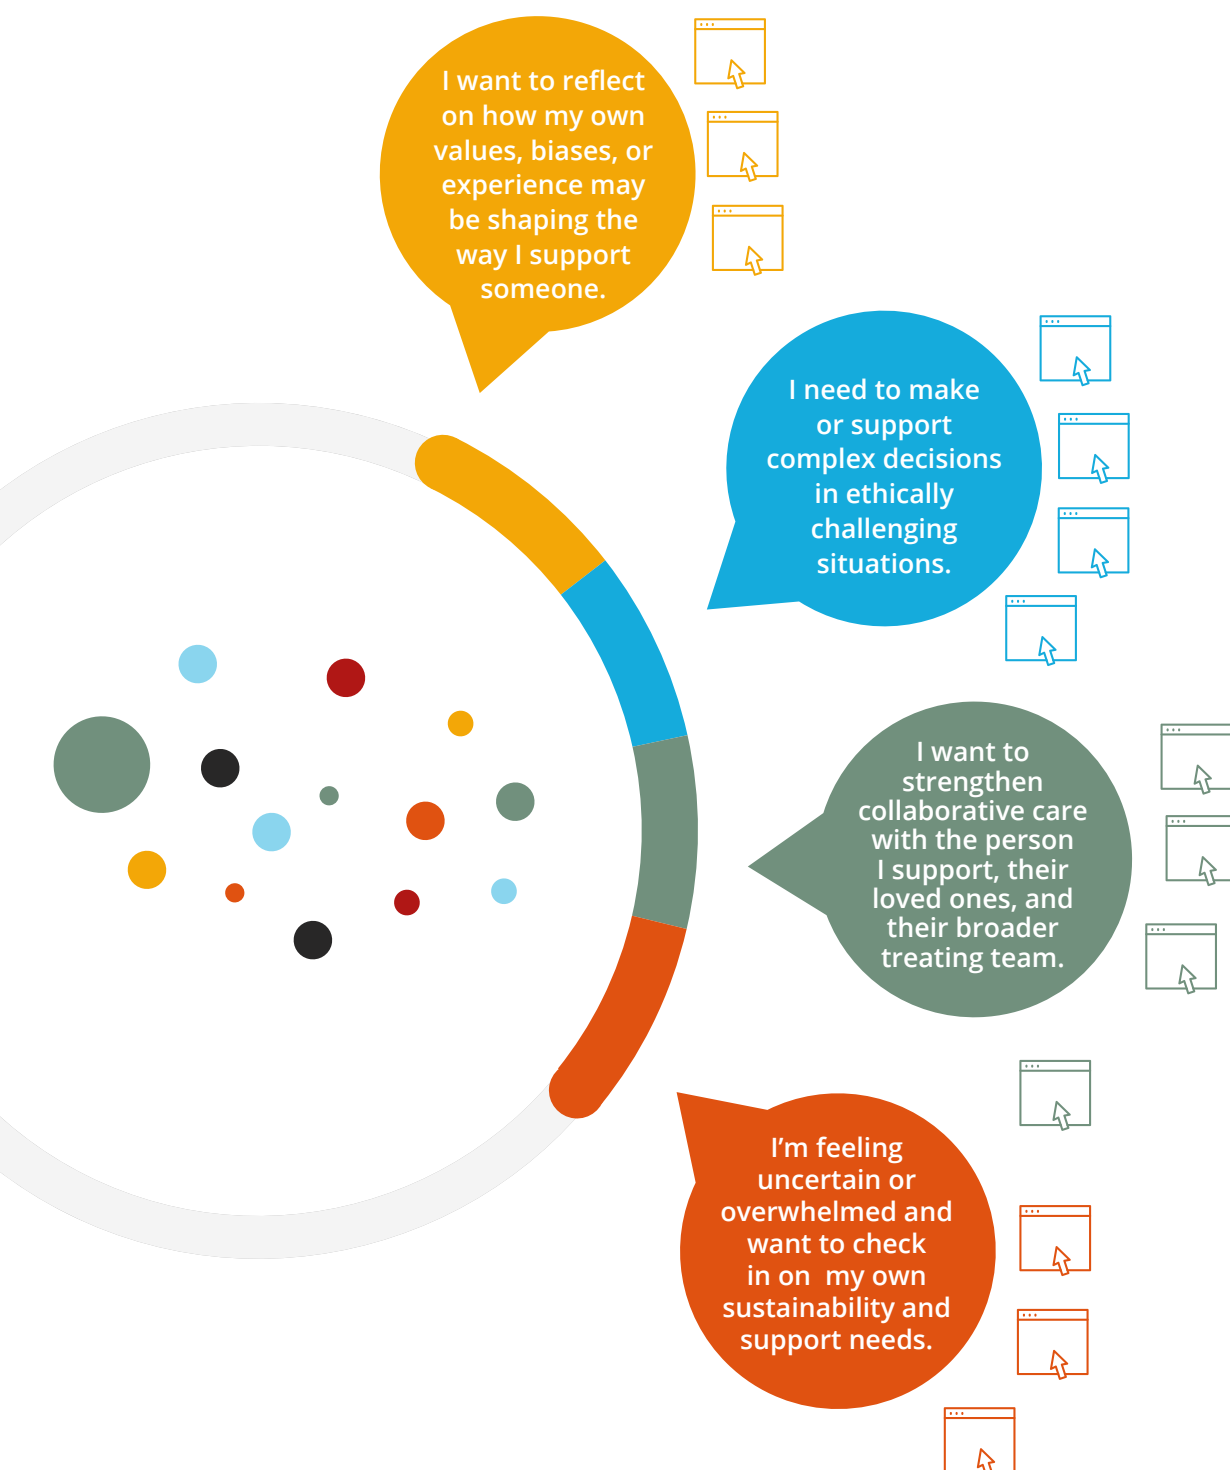 I want to reflect
on how my own
values, biases, or
experience may
be shaping the
way I support
someone.
I need to make
or support
complex decisions
in ethically
challenging
situations.
I want to
strengthen
collaborative care
with the person
I support, their
loved ones, and
their broader
treating team.
I’m feeling
uncertain or
overwhelmed and
want to check
in on  my own
sustainability and
support needs.